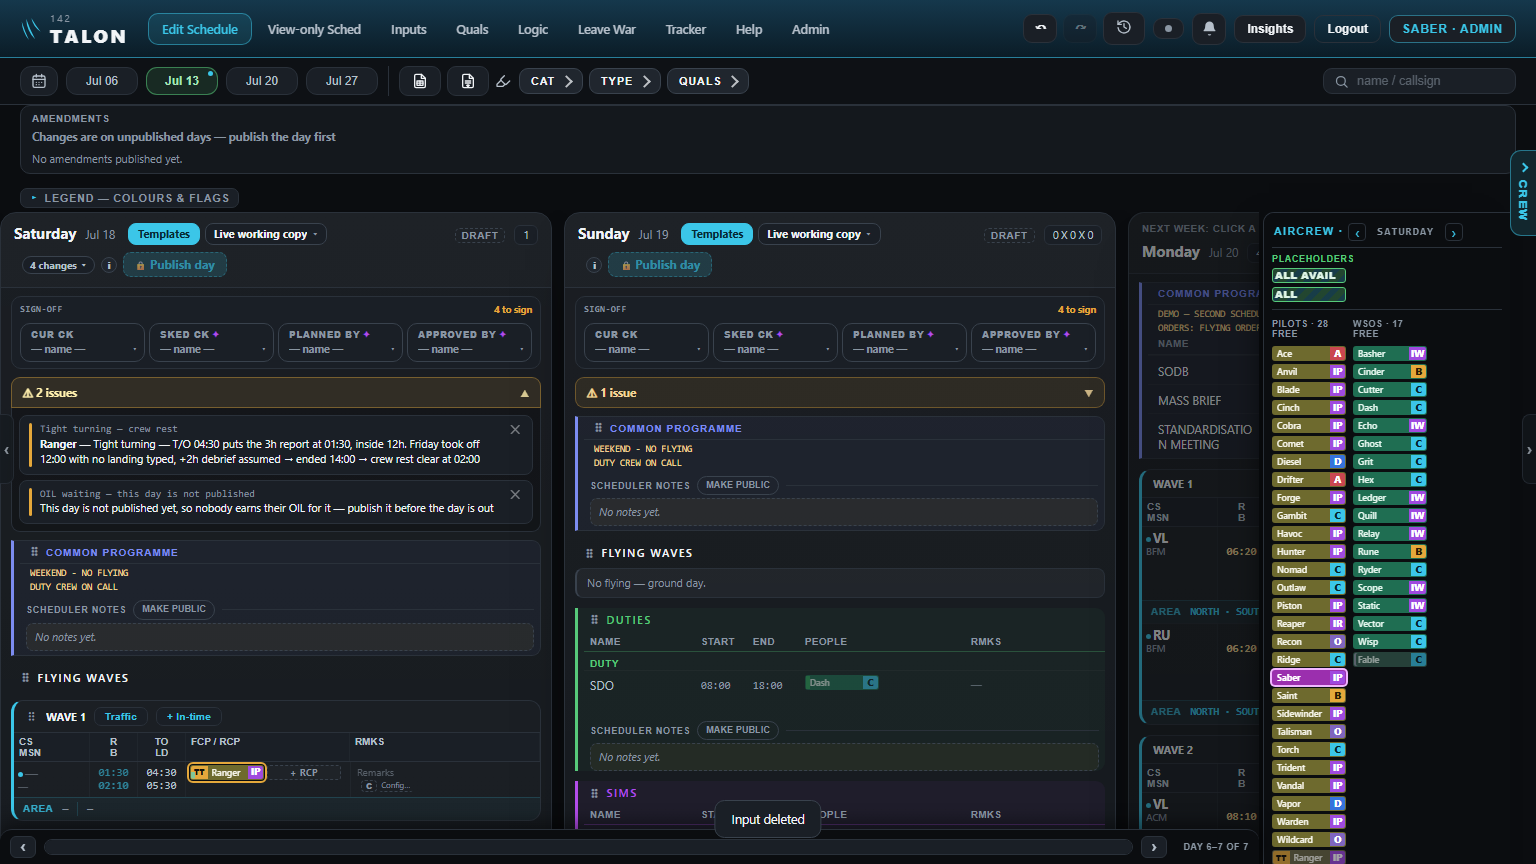 142
TALON
Edit Schedule
View-only Sched
Inputs
Quals
Logic
Leave War
Tracker
Help
Admin
Insights
Logout
SABER · ADMIN
Jul 06
Jul 13
Jul 20
Jul 27
CAT
TYPE
QUALS
name / callsign
AMENDMENTS
Changes are on unpublished days — publish the day first
No amendments published yet.
CREW
LEGEND — COLOURS & FLAGS
Saturday Jul 18
Templates
Live working copy
DRAFT
1
4 changes
i
Publish day
SIGN-OFF
4 to sign
CUR CK
— name —
SKED CK
— name —
PLANNED BY
— name —
APPROVED BY
— name —
2 issues
Tight turning — crew rest
Ranger — Tight turning — T/O 04:30 puts the 3h report at 01:30, inside 12h. Friday took off
12:00 with no landing typed, +2h debrief assumed → ended 14:00 → crew rest clear at 02:00
OIL waiting — this day is not published
This day is not published yet, so nobody earns their OIL for it — publish it before the day is out
COMMON PROGRAMME
WEEKEND - NO FLYING
DUTY CREW ON CALL
SCHEDULER NOTES
MAKE PUBLIC
No notes yet.
FLYING WAVES
WAVE 1
Traffic
+ In-time
CS
MSN
R
B
TO
LD
FCP / RCP
RMKS
—
—
01:30
02:10
04:30
05:30
TT Ranger IP
+ RCP
Remarks
C Config...
AREA — | —
Sunday Jul 19
Templates
Live working copy
DRAFT
0X0X0
i
Publish day
SIGN-OFF
4 to sign
CUR CK
— name —
SKED CK
— name —
PLANNED BY
— name —
APPROVED BY
— name —
1 issue
COMMON PROGRAMME
WEEKEND - NO FLYING
DUTY CREW ON CALL
SCHEDULER NOTES
MAKE PUBLIC
No notes yet.
FLYING WAVES
No flying — ground day.
DUTIES
NAME START END PEOPLE RMKS
DUTY
SDO 08:00 18:00 Dash C —
SCHEDULER NOTES
MAKE PUBLIC
No notes yet.
SIMS
NAME
RMKS
Input deleted
NEXT WEEK: CLICK A
Monday Jul 20
COMMON PROGRA
DEMO — SECOND SCHEDU
ORDERS: FLYING ORDER
NAME
SODB
MASS BRIEF
STANDARDISATIO
N MEETING
WAVE 1
CS
MSN
R
B
VL
BFM
06:20
AREA NORTH · SOUT
RU
BFM
06:20
AREA NORTH · SOUT
WAVE 2
CS
MSN
R
B
VL
ACM
08:10
AIRCREW ·
SATURDAY
PLACEHOLDERS
ALL AVAIL
ALL
PILOTS · 28
FREE
Ace A
Anvil IP
Blade IP
Cinch IP
Cobra IP
Comet IP
Diesel D
Drifter A
Forge IP
Gambit C
Havoc IP
Hunter IP
Nomad C
Outlaw C
Piston IP
Reaper IR
Recon O
Ridge C
Saber IP
Saint B
Sidewinder IP
Talisman O
Torch C
Trident IP
Vandal IP
Vapor D
Warden IP
Wildcard O
TT Ranger IP
WSOS · 17
FREE
Basher IW
Cinder B
Cutter C
Dash C
Echo IW
Ghost C
Grit C
Hex C
Ledger IW
Quill IW
Relay IW
Rune B
Ryder C
Scope IW
Static IW
Vector C
Wisp C
Fable C
DAY 6–7 OF 7